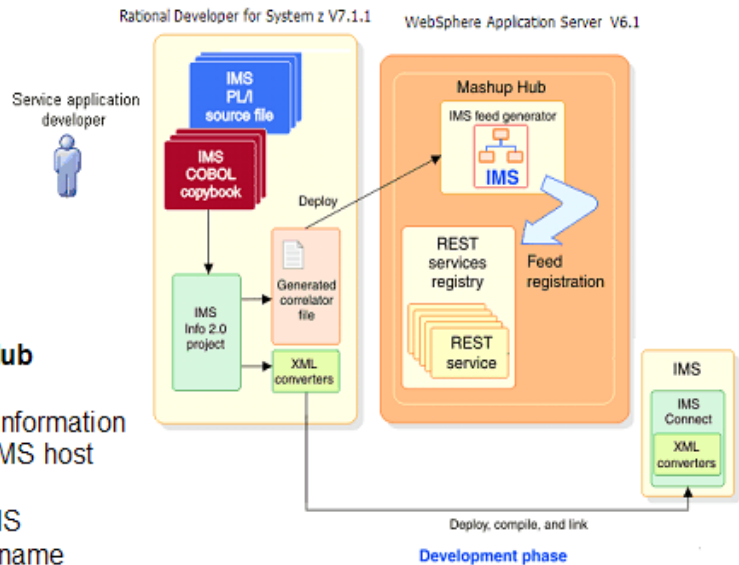 Rational Developer for System z V7.1.1
WebSphere Application Server V6.1
Service application
developer
IMS
PL/I
source file
IMS
COBOL
copybook
Deploy
IMS
Info 2.0
project
Generated
correlator
file
XML
converters
Mashup Hub
IMS feed generator
IMS
REST
services
registry
REST
service
Feed
registration
IMS
IMS
Connect
XML
converters
Deploy, compile, and link
Development phase
ub
nformation
MS host
IS
name